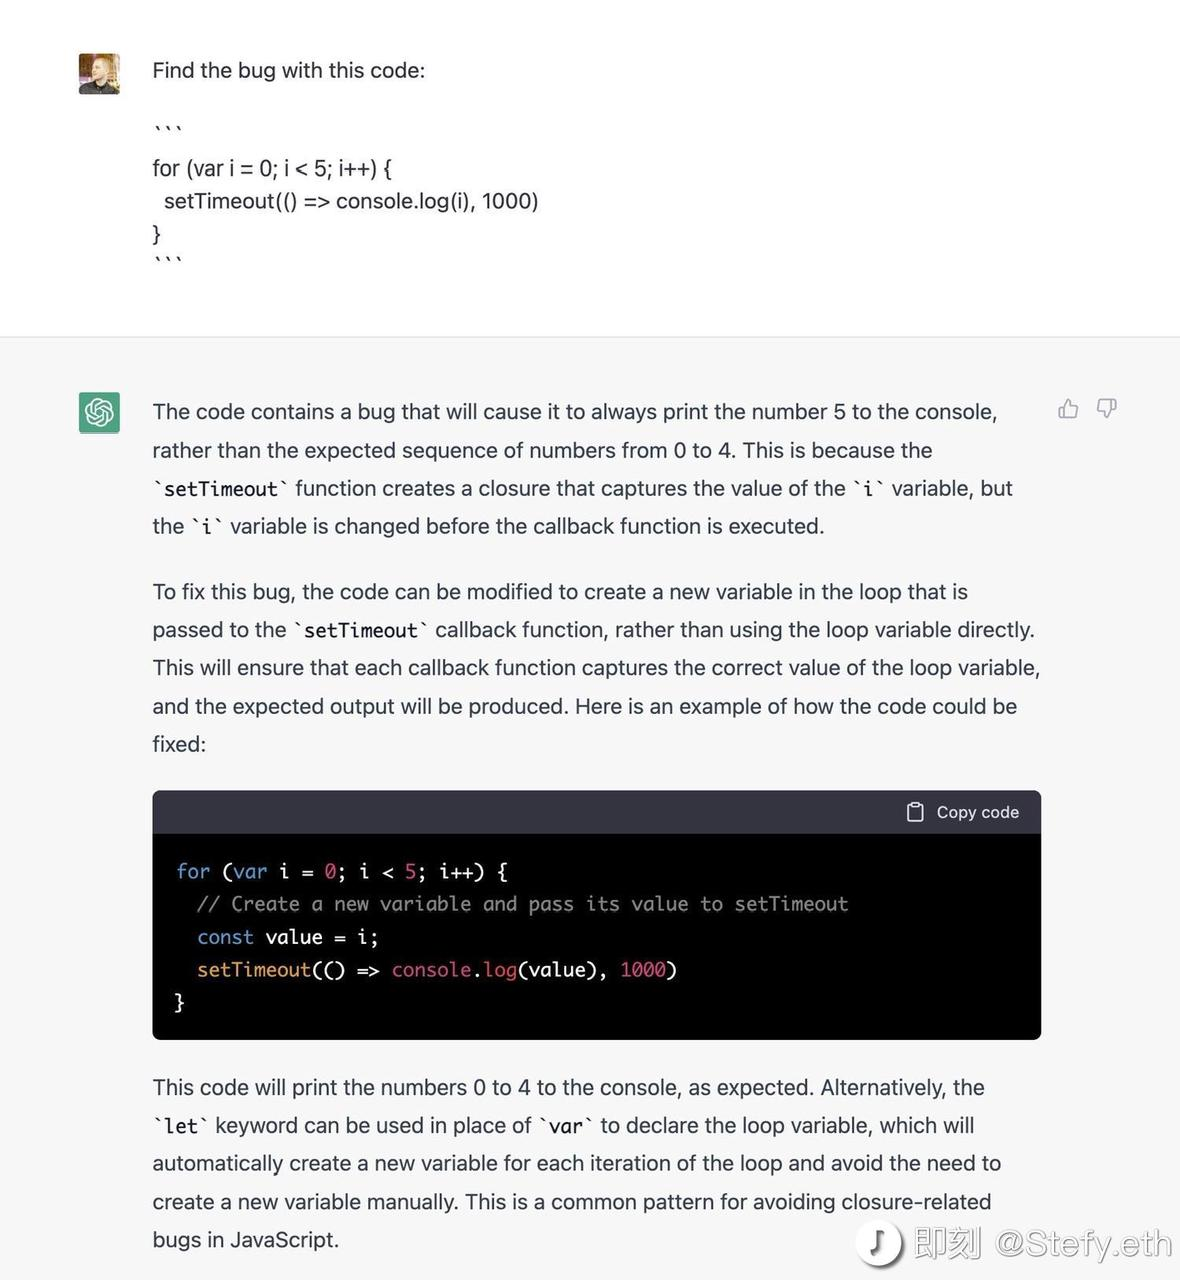 Find the bug with this code:
```
for (var i = 0; i < 5; i++) {
  setTimeout(() => console.log(i), 1000)
}
```
The code contains a bug that will cause it to always print the number 5 to the console,
rather than the expected sequence of numbers from 0 to 4. This is because the
`setTimeout` function creates a closure that captures the value of the `i` variable, but
the `i` variable is changed before the callback function is executed.
To fix this bug, the code can be modified to create a new variable in the loop that is
passed to the `setTimeout` callback function, rather than using the loop variable directly.
This will ensure that each callback function captures the correct value of the loop variable,
and the expected output will be produced. Here is an example of how the code could be
fixed:
Copy code
for (var i = 0; i < 5; i++) {
  // Create a new variable and pass its value to setTimeout
  const value = i;
  setTimeout(() => console.log(value), 1000)
}
This code will print the numbers 0 to 4 to the console, as expected. Alternatively, the
`let` keyword can be used in place of `var` to declare the loop variable, which will
automatically create a new variable for each iteration of the loop and avoid the need to
create a new variable manually. This is a common pattern for avoiding closure-related
bugs in JavaScript.
即刻 @Stefy.eth